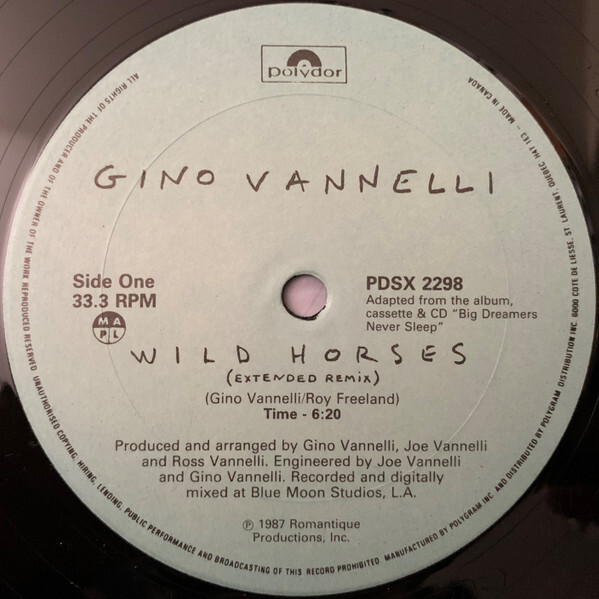 polydor
GINO VANNELLI
Side One
33.3 RPM
M A
P L
PDSX 2298
Adapted from the album,
cassette & CD "Big Dreamers
Never Sleep"
WILD HORSES
(EXTENDED REMIX)
(Gino Vannelli/Roy Freeland)
Time - 6:20
Produced and arranged by Gino Vannelli, Joe Vannelli
and Ross Vannelli. Engineered by Joe Vannelli
and Gino Vannelli. Recorded and digitally
mixed at Blue Moon Studios, L.A.
℗ 1987 Romantique
Productions, Inc.
ALL RIGHTS OF THE PRODUCER AND OF THE OWNER OF THE WORK REPRODUCED RESERVED UNAUTHORISED COPYING, HIRING, LENDING, PUBLIC PERFORMANCE AND BROADCASTING OF THIS RECORD PROHIBITED. MANUFACTURED BY POLYGRAM INC. AND DISTRIBUTED BY POLYGRAM DISTRIBUTION INC. 6000 COTE DE LIESSE, ST. LAURENT, QUEBEC H4T 1E3 - MADE IN CANADA